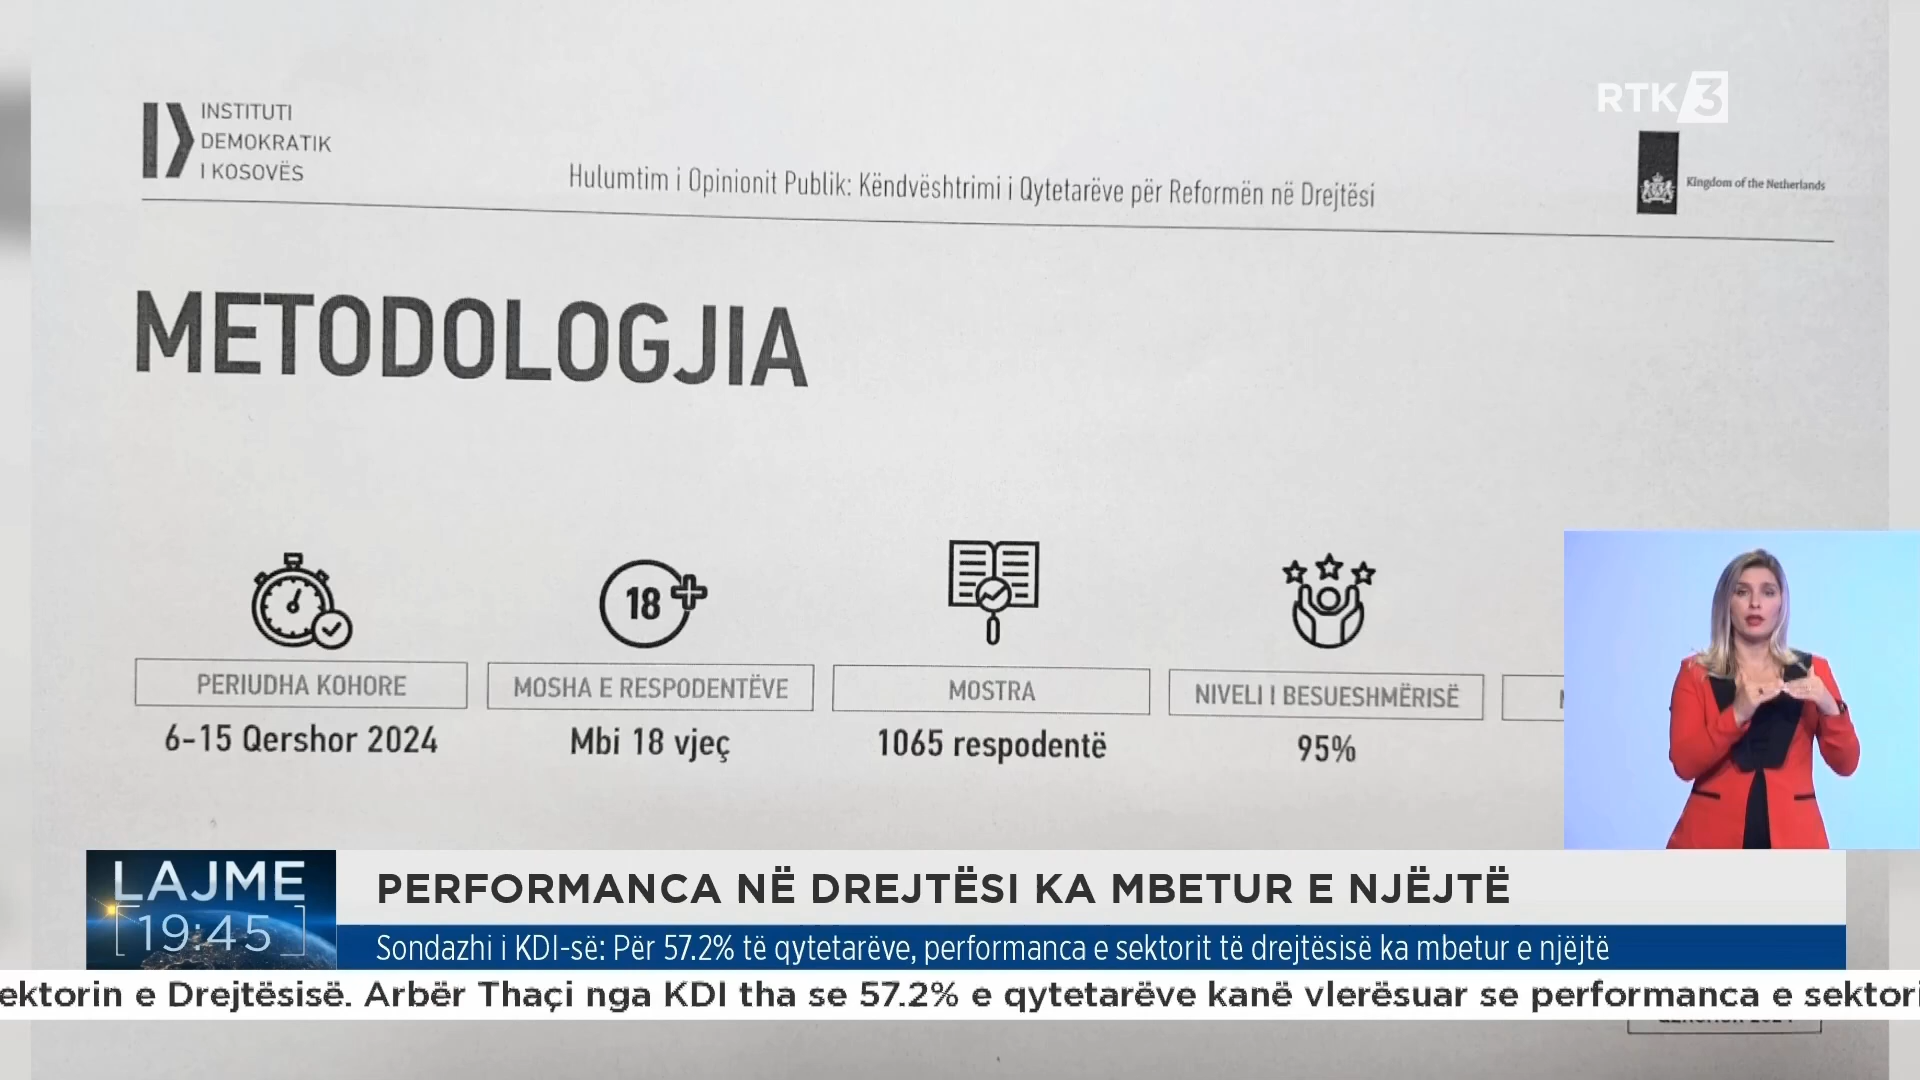 RTK 3
INSTITUTI
DEMOKRATIK
I KOSOVËS
Hulumtim i Opinionit Publik: Këndvështrimi i Qytetarëve për Reformën në Drejtësi
Kingdom of the Netherlands
METODOLOGJIA
18+
PERIUDHA KOHORE
MOSHA E RESPODENTËVE
MOSTRA
NIVELI I BESUESHMËRISË
6-15 Qershor 2024
Mbi 18 vjeç
1065 respodentë
95%
LAJME
19:45
PERFORMANCA NË DREJTËSI KA MBETUR E NJËJTË
Sondazhi i KDI-së: Për 57.2% të qytetarëve, performanca e sektorit të drejtësisë ka mbetur e njëjtë
ektorin e Drejtësisë. Arbër Thaçi nga KDI tha se 57.2% e qytetarëve kanë vlerësuar se performanca e sektori